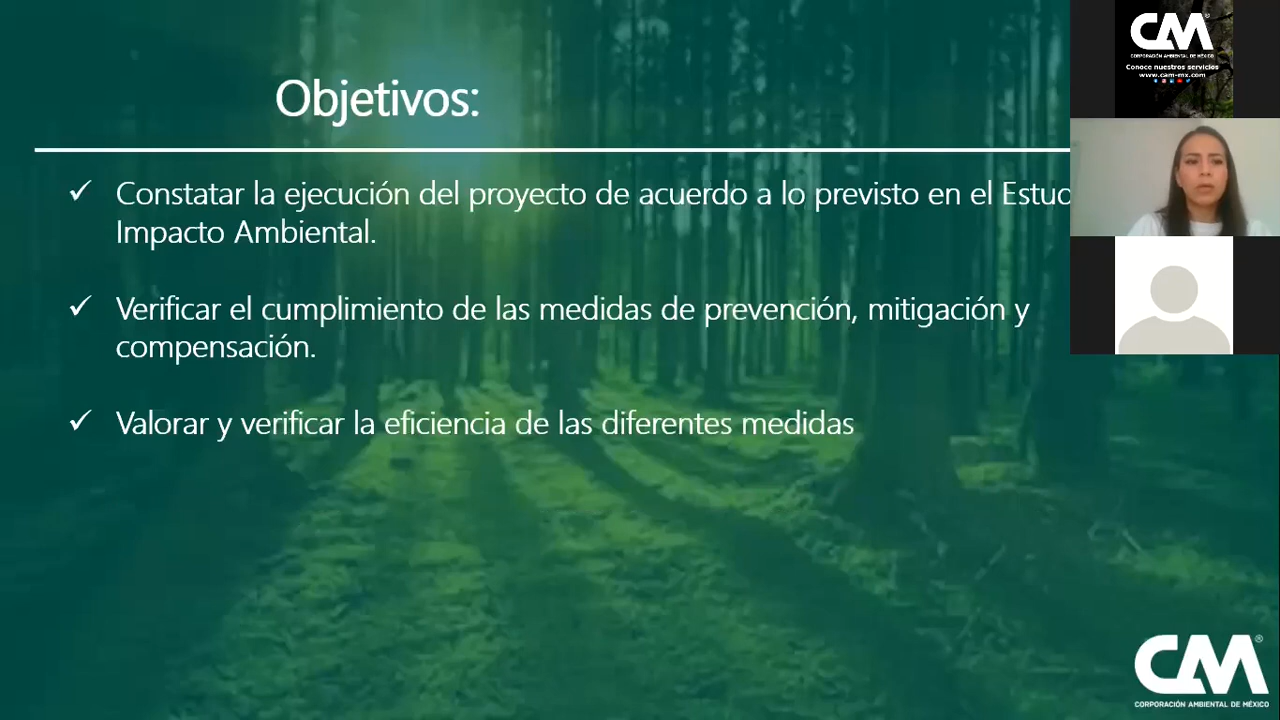 Objetivos:
✓ Constatar la ejecución del proyecto de acuerdo a lo previsto en el
Impacto Ambiental.
✓ Verificar el cumplimiento de las medidas de prevención, mitigación y
compensación.
✓ Valorar y verificar la eficiencia de las diferentes medidas
CAM®
CORPORACIÓN AMBIENTAL DE MÉXICO
Conoce nuestros servicios
www.cam-mx.com
CAM®
CORPORACIÓN AMBIENTAL DE MÉXICO